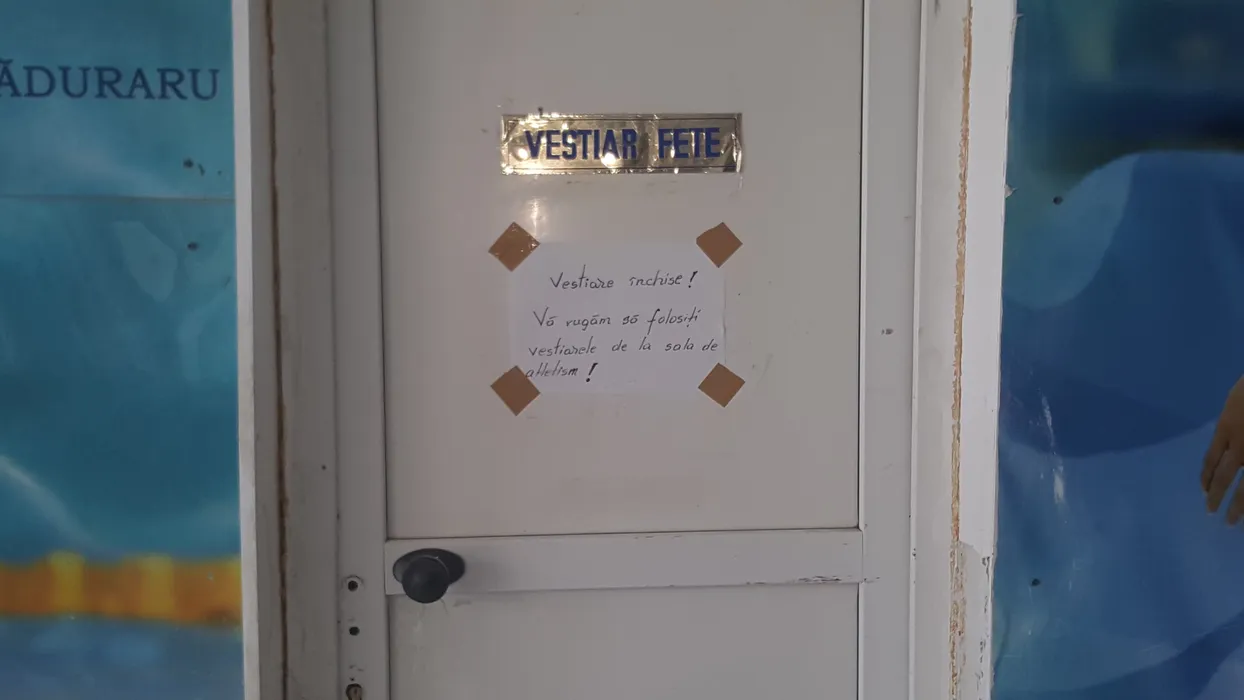 ĂDURARU
VESTIAR FETE
Vestiare închise!
Vă rugăm să folosiți
vestiarele de la sala de
atletism!